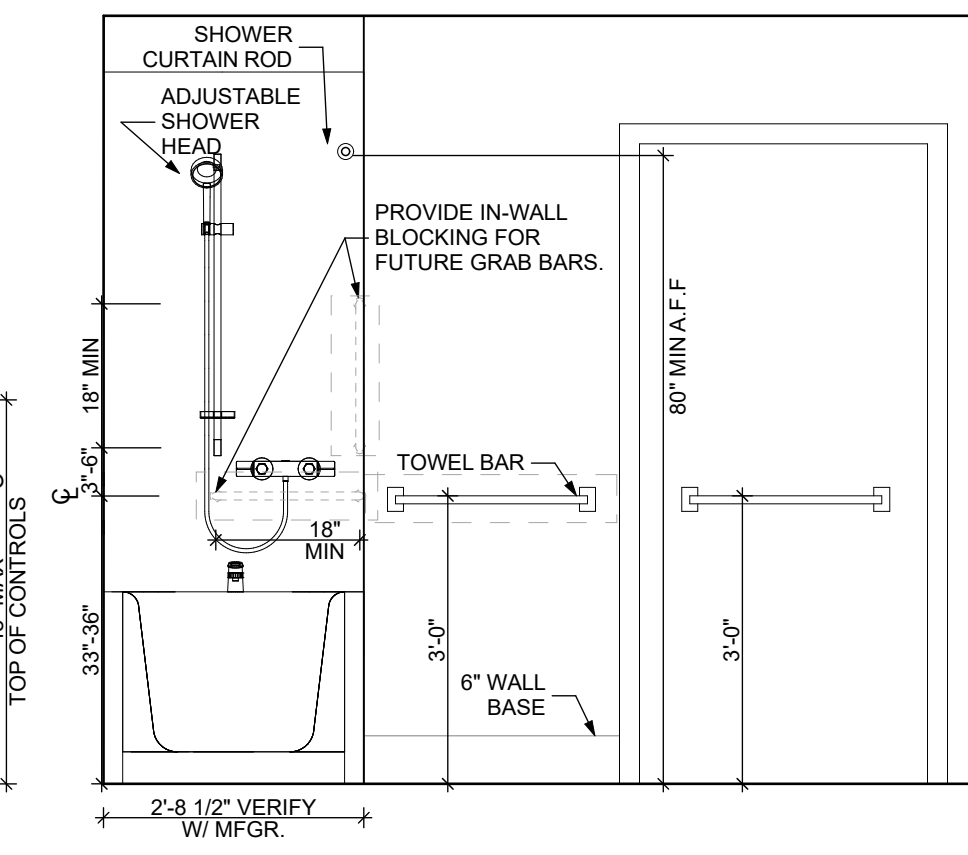 SHOWER
CURTAIN ROD
ADJUSTABLE
SHOWER
HEAD
PROVIDE IN-WALL
BLOCKING FOR
FUTURE GRAB BARS.
80" MIN A.F.F
18" MIN
3"-6"
TOWEL BAR
18"
MIN
TOP OF CONTROLS
33"-36"
3'-0"
3'-0"
6" WALL
BASE
2'-8 1/2" VERIFY
W/ MFGR.